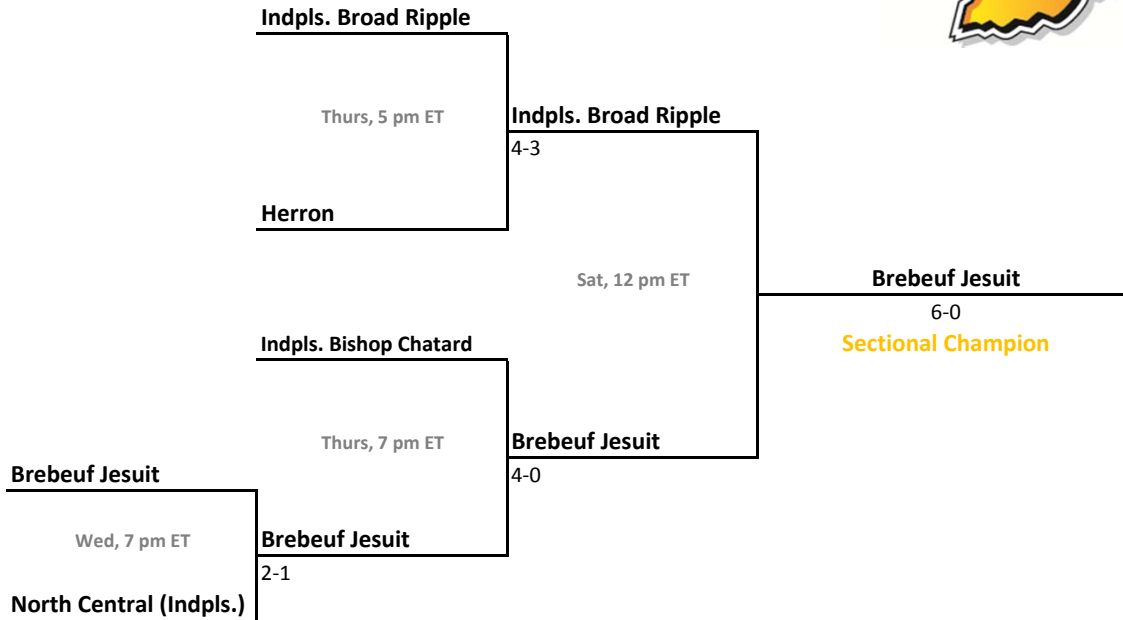 Indpls. Broad Ripple
Thurs, 5 pm ET
Indpls. Broad Ripple
4-3
Herron
Sat, 12 pm ET
Brebeuf Jesuit
6-0
Sectional Champion
Indpls. Bishop Chatard
Thurs, 7 pm ET
Brebeuf Jesuit
4-0
Brebeuf Jesuit
Wed, 7 pm ET
Brebeuf Jesuit
2-1
North Central (Indpls.)